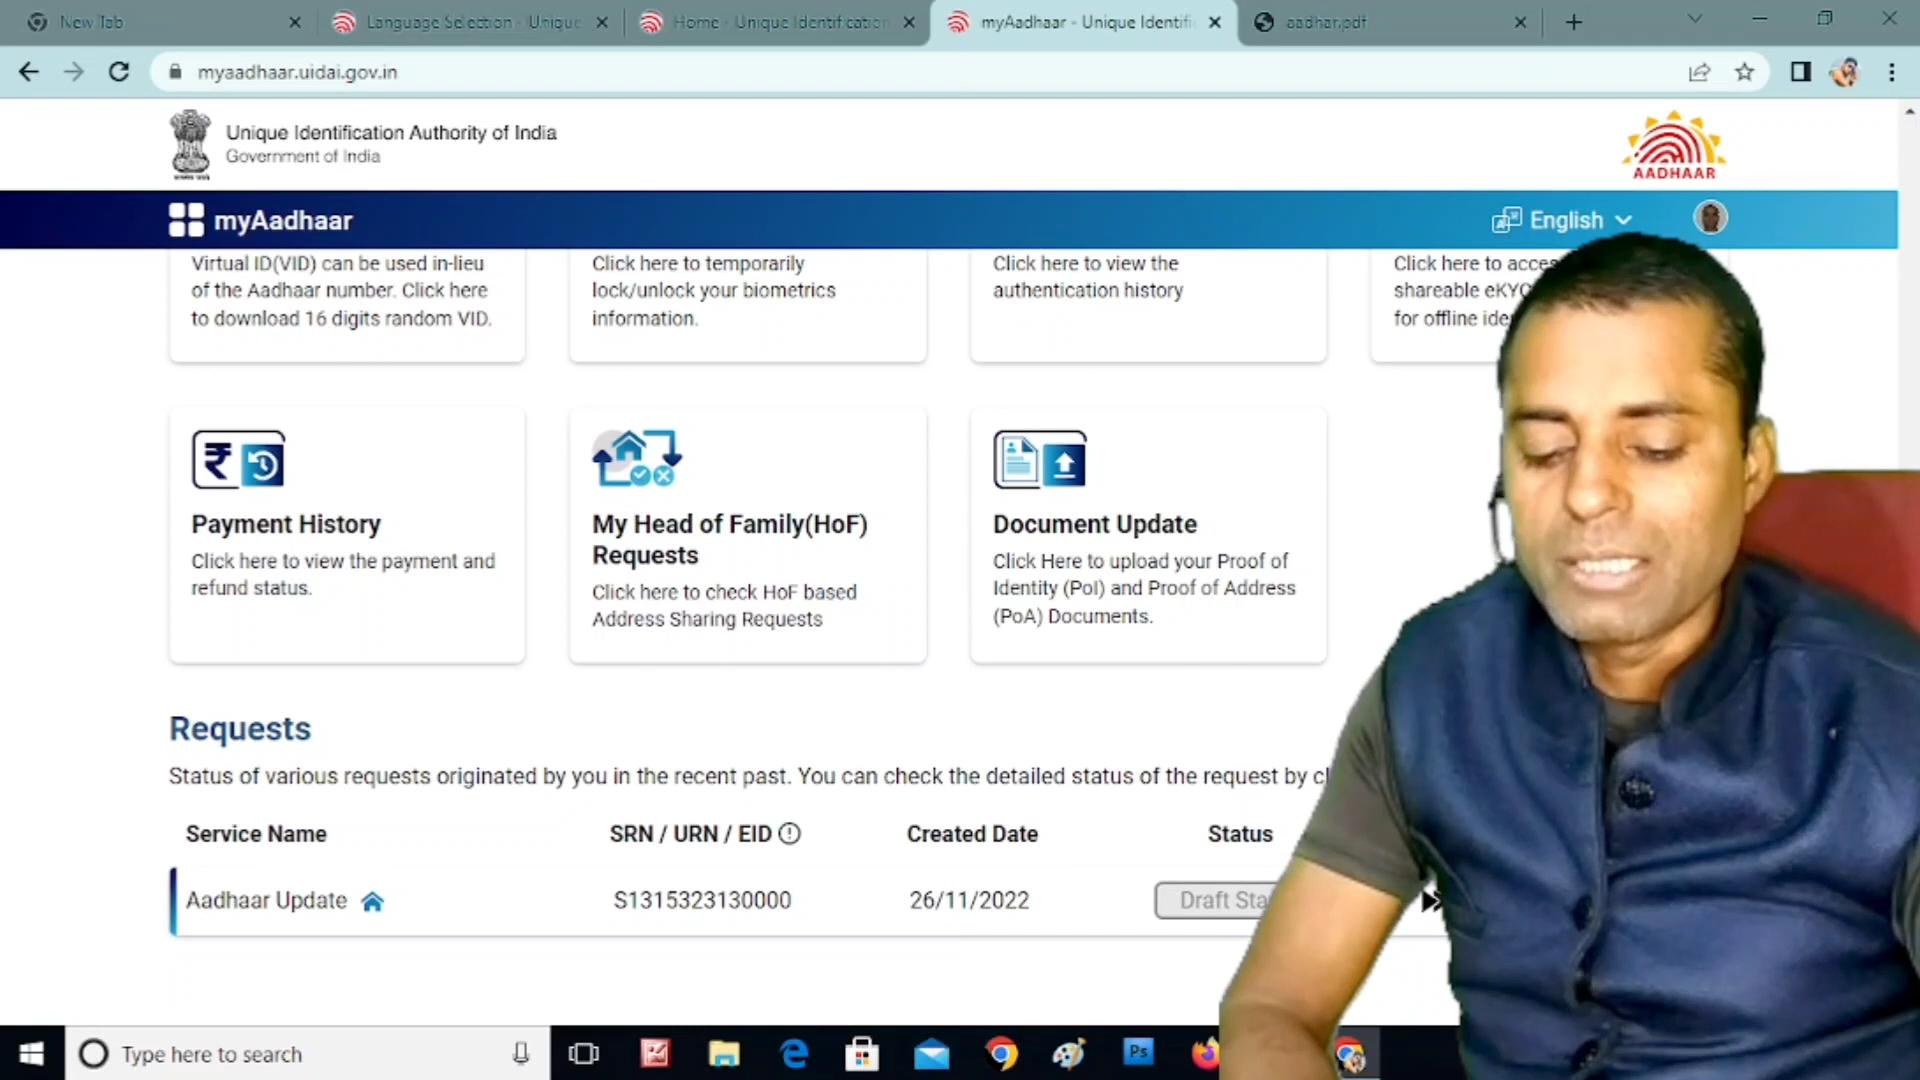 New Tab
Language Selection - Unique
Home - Unique Identification
myAadhaar - Unique Identifi
aadhar.pdf
myaadhaar.uidai.gov.in
Unique Identification Authority of India
Government of India
AADHAAR
myAadhaar
English
Virtual ID(VID) can be used in-lieu
of the Aadhaar number. Click here
to download 16 digits random VID.
Click here to temporarily
lock/unlock your biometrics
information.
Click here to view the
authentication history
Click here to acce
shareable eKYC
for offline ide
Payment History
Click here to view the payment and
refund status.
My Head of Family(HoF)
Requests
Click here to check HoF based
Address Sharing Requests
Document Update
Click Here to upload your Proof of
Identity (PoI) and Proof of Address
(PoA) Documents.
Requests
Status of various requests originated by you in the recent past. You can check the detailed status of the request by cl
Service Name SRN / URN / EID Created Date Status
Aadhaar Update S1315323130000 26/11/2022 Draft Sta
Type here to search
Ps